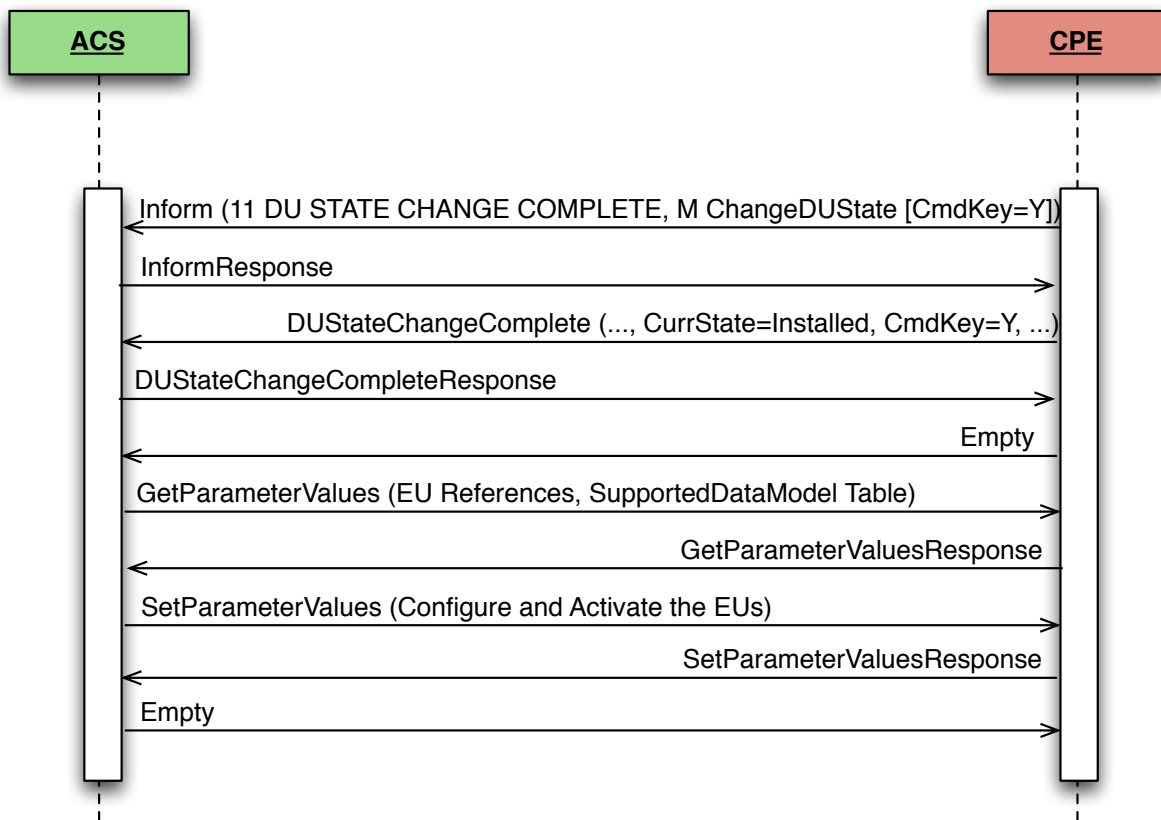 ACS
CPE
Inform (11 DU STATE CHANGE COMPLETE, M ChangeDUState [CmdKey=Y])
InformResponse
DUStateChangeComplete (..., CurrState=Installed, CmdKey=Y, ...)
DUStateChangeCompleteResponse
Empty
GetParameterValues (EU References, SupportedDataModel Table)
GetParameterValuesResponse
SetParameterValues (Configure and Activate the EUs)
SetParameterValuesResponse
Empty